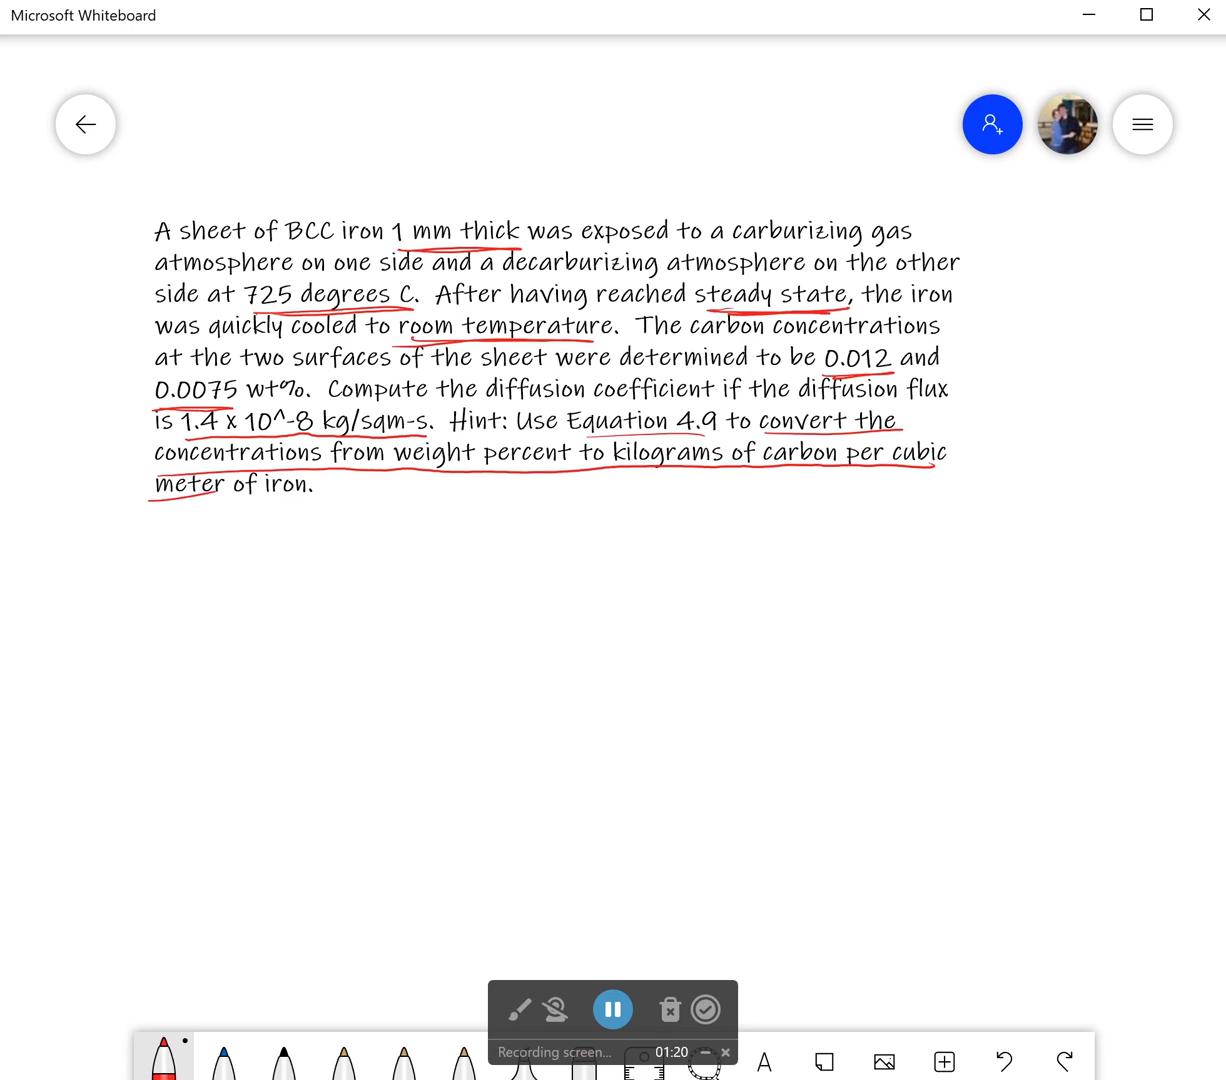 Microsoft Whiteboard
A sheet of BCC iron 1 mm thick was exposed to a carburizing gas
atmosphere on one side and a decarburizing atmosphere on the other
side at 725 degrees C. After having reached steady state, the iron
was quickly cooled to room temperature. The carbon concentrations
at the two surfaces of the sheet were determined to be 0.012 and
0.0075 wt%. Compute the diffusion coefficient if the diffusion flux
is 1.4 x 10^-8 kg/sqm-s. Hint: Use Equation 4.9 to convert the
concentrations from weight percent to kilograms of carbon per cubic
meter of iron.
Recording screen... 01:20